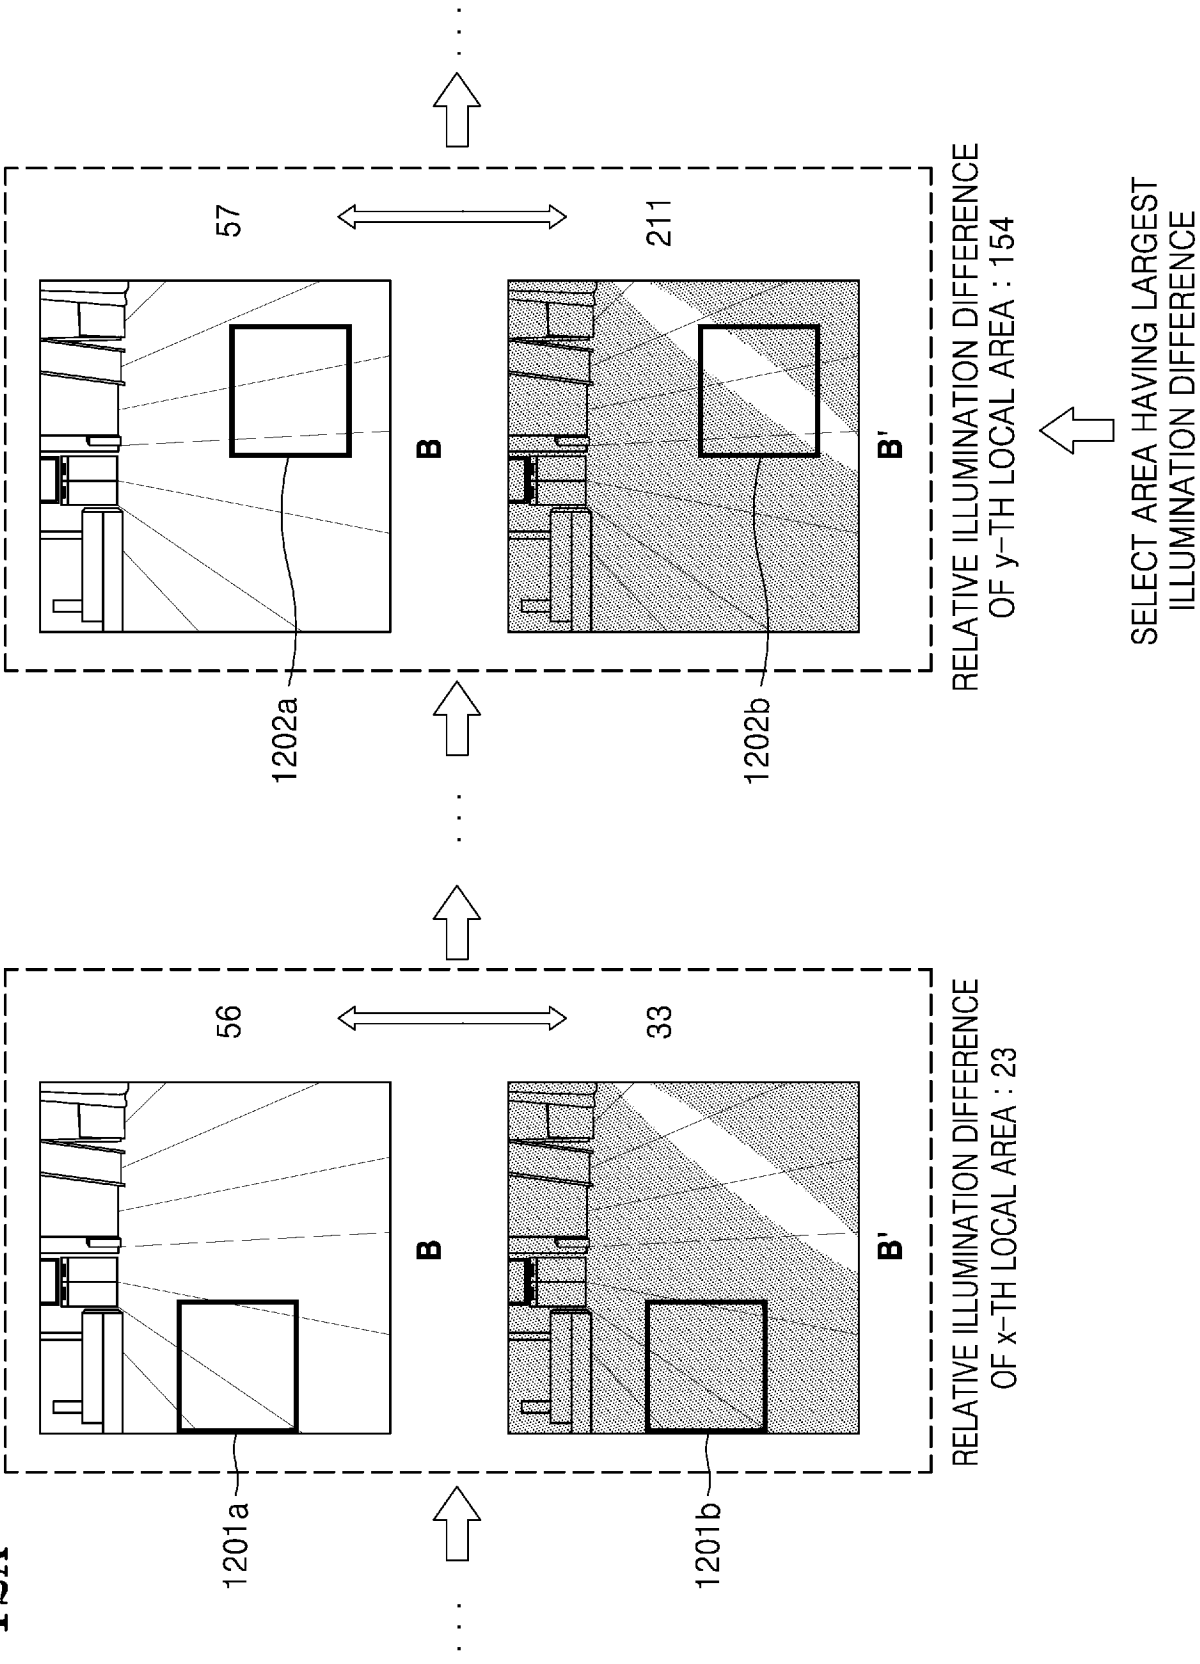 56
57
1201a
B
1202a
B
33
211
1201b
B'
1202b
B'
RELATIVE ILLUMINATION DIFFERENCE
OF x-TH LOCAL AREA : 23
RELATIVE ILLUMINATION DIFFERENCE
OF y-TH LOCAL AREA : 154
SELECT AREA HAVING LARGEST
ILLUMINATION DIFFERENCE